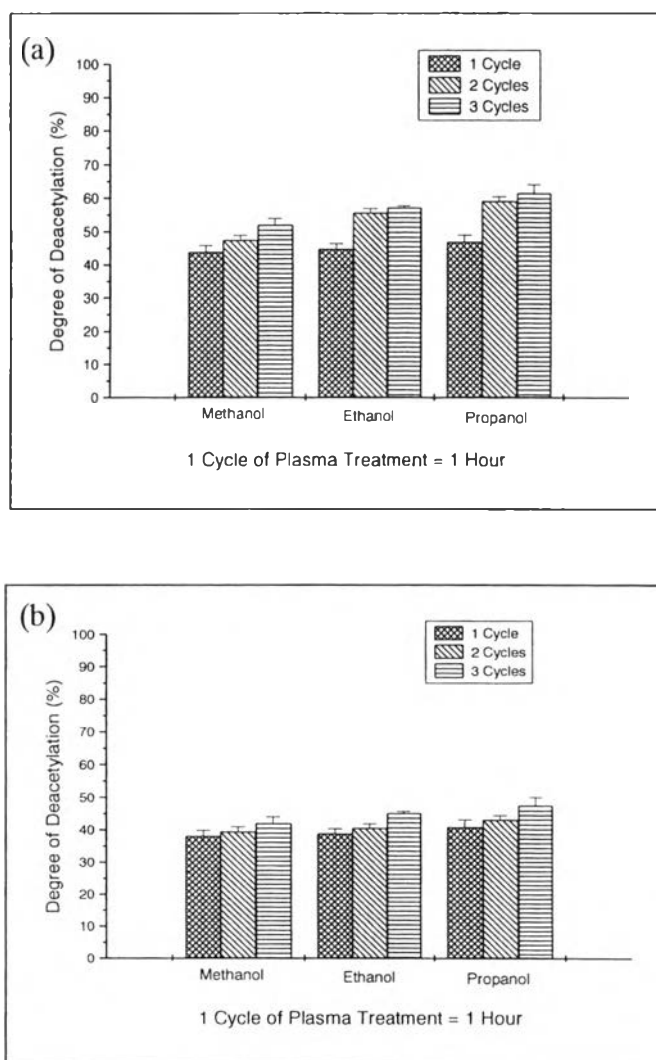 (a)
1 Cycle
2 Cycles
3 Cycles
Degree of Deacetylation (%)
100
90
80
70
60
50
40
30
20
10
0
Methanol Ethanol Propanol
1 Cycle of Plasma Treatment = 1 Hour
(b)
1 Cycle
2 Cycles
3 Cycles
Degree of Deacetylation (%)
100
90
80
70
60
50
40
30
20
10
0
Methanol Ethanol Propanol
1 Cycle of Plasma Treatment = 1 Hour